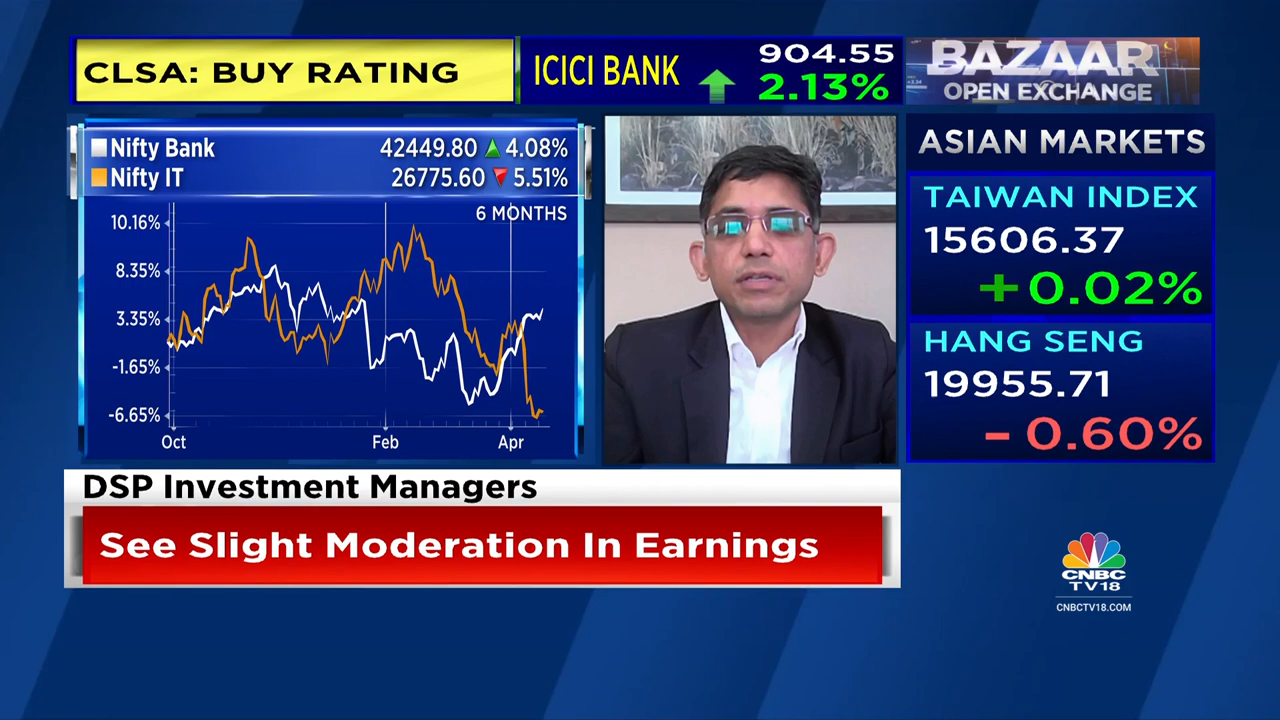 CLSA: BUY RATING
ICICI BANK
904.55
2.13%
BAZAAR
OPEN EXCHANGE
Nifty Bank 42449.80 4.08%
Nifty IT 26775.60 5.51%
6 MONTHS
10.16%
8.35%
3.35%
-1.65%
-6.65%
Oct Feb Apr
ASIAN MARKETS
TAIWAN INDEX
15606.37
+0.02%
HANG SENG
19955.71
- 0.60%
DSP Investment Managers
See Slight Moderation In Earnings
CNBC
TV18
CNBCTV18.COM